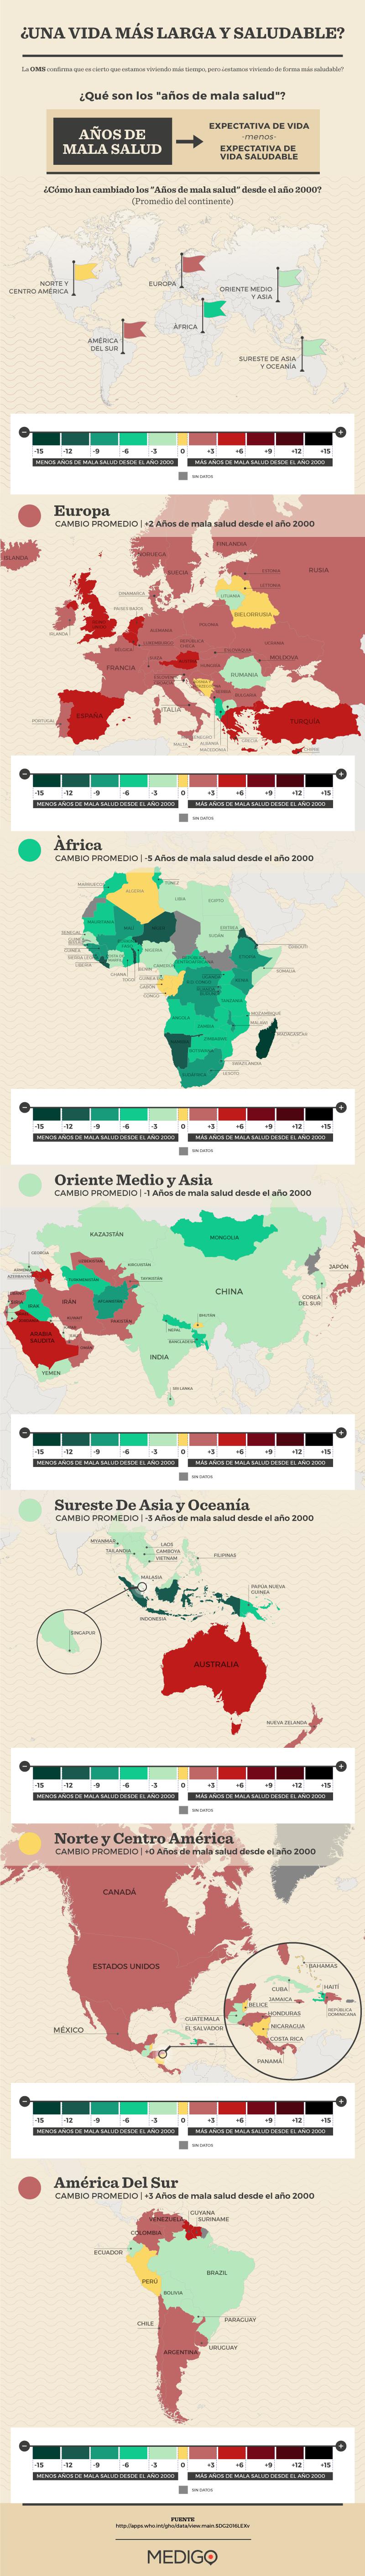 ¿UNA VIDA MÁS LARGA Y SALUDABLE?
La OMS confirma que es cierto que estamos viviendo más tiempo, pero ¿estamos viviendo de forma más saludable?
¿Qué son los "años de mala salud"?
AÑOS DE
MALA SALUD
EXPECTATIVA DE VIDA
-menos-
EXPECTATIVA DE
VIDA SALUDABLE
¿Cómo han cambiado los "Años de mala salud" desde el año 2000?
(Promedio del continente)
NORTE Y
CENTRO AMÉRICA
EUROPA
ORIENTE MEDIO
Y ASIA
ÀFRICA
AMÉRICA
DEL SUR
SURESTE DE ASIA
Y OCEANÍA
-15 -12 -9 -6 -3 0 +3 +6 +9 +12 +15
MENOS AÑOS DE MALA SALUD DESDE EL AÑO 2000
MÁS AÑOS DE MALA SALUD DESDE EL AÑO 2000
SIN DATOS
Europa
CAMBIO PROMEDIO | +2 Años de mala salud desde el año 2000
ISLANDA
NORUEGA
FINLANDIA
SUECIA
ESTONIA
RUSIA
LETTONIA
DINAMARCA
LITUANIA
PAISES BAJOS
BIELORRUSIA
IRLANDA
ALEMANIA
POLONIA
BÉLGICA
LUXEMBURGO
REPÚBLICA
CHECA
UCRANIA
ESLOVAQUIA
MOLDOVA
FRANCIA
SUIZA
HUNGRIA
RUMANIA
BULGARIA
ITALIA
PORTUGAL
ESPAÑA
TURQUÍA
MALTA
ALBANIA
MACEDONIA
GRECIA
CHIPRE
-15 -12 -9 -6 -3 0 +3 +6 +9 +12 +15
MENOS AÑOS DE MALA SALUD DESDE EL AÑO 2000
MÁS AÑOS DE MALA SALUD DESDE EL AÑO 2000
SIN DATOS
Àfrica
CAMBIO PROMEDIO | -5 Años de mala salud desde el año 2000
MARRUECOS
TÚNEZ
ALGERIA
LIBIA
EGIPTO
MAURITANIA
MALI
NIGER
SENEGAL
SUDÁN
ERITREA
DJIBOUTI
GUINEA
SIERRA LEONA
LIBERIA
GHANA
TOGO
BENIN
NIGERIA
CAMERÚN
REPÚBLICA
CENTROAFRICANA
ETIOPÍA
SOMALIA
GABÓN
CONGO
KENIA
TANZANIA
ANGOLA
ZAMBIA
MOZAMBIQUE
MALAWI
MADAGASCAR
ZIMBABWE
NAMIBIA
BOTSWANA
SWAZILANDIA
SUDÁFRICA
LESOTO
-15 -12 -9 -6 -3 0 +3 +6 +9 +12 +15
MENOS AÑOS DE MALA SALUD DESDE EL AÑO 2000
MÁS AÑOS DE MALA SALUD DESDE EL AÑO 2000
SIN DATOS
Oriente Medio y Asia
CAMBIO PROMEDIO | -1 Años de mala salud desde el año 2000
KAZAJSTÁN
MONGOLIA
GEORGIA
UZBEKISTÁN
KIRGUISTÁN
ARMENIA
AZERBAIYÁN
TURKMENISTÁN
TAYIKISTÁN
JAPÓN
CHINA
COREA
DEL SUR
IRAK
IRÁN
AFGANISTÁN
KUWAIT
PAKISTÁN
BHUTÁN
NEPAL
ARABIA
SAUDITA
BANGLADESH
OMÁN
INDIA
YEMEN
SRI LANKA
-15 -12 -9 -6 -3 0 +3 +6 +9 +12 +15
MENOS AÑOS DE MALA SALUD DESDE EL AÑO 2000
MÁS AÑOS DE MALA SALUD DESDE EL AÑO 2000
SIN DATOS
Sureste De Asia y Oceanía
CAMBIO PROMEDIO | -3 Años de mala salud desde el año 2000
MYANMAR
LAOS
TAILANDIA
CAMBOYA
VIETNAM
FILIPINAS
MALASIA
PAPÚA NUEVA
GUINEA
INDONESIA
SINGAPUR
AUSTRALIA
NUEVA ZELANDA
-15 -12 -9 -6 -3 0 +3 +6 +9 +12 +15
MENOS AÑOS DE MALA SALUD DESDE EL AÑO 2000
MÁS AÑOS DE MALA SALUD DESDE EL AÑO 2000
SIN DATOS
Norte y Centro América
CAMBIO PROMEDIO | +0 Años de mala salud desde el año 2000
CANADÁ
ESTADOS UNIDOS
MÉXICO
BAHAMAS
CUBA
HAITÍ
JAMAICA
BELICE
REPÚBLICA
DOMINICANA
HONDURAS
GUATEMALA
EL SALVADOR
NICARAGUA
COSTA RICA
PANAMÁ
-15 -12 -9 -6 -3 0 +3 +6 +9 +12 +15
MENOS AÑOS DE MALA SALUD DESDE EL AÑO 2000
MÁS AÑOS DE MALA SALUD DESDE EL AÑO 2000
SIN DATOS
América Del Sur
CAMBIO PROMEDIO | +3 Años de mala salud desde el año 2000
GUYANA
VENEZUELA
SURINAME
COLOMBIA
ECUADOR
BRAZIL
PERÚ
BOLIVIA
CHILE
PARAGUAY
URUGUAY
ARGENTINA
-15 -12 -9 -6 -3 0 +3 +6 +9 +12 +15
MENOS AÑOS DE MALA SALUD DESDE EL AÑO 2000
MÁS AÑOS DE MALA SALUD DESDE EL AÑO 2000
SIN DATOS
FUENTE
http://apps.who.int/gho/data/view.main.SDG2016LEXv
MEDIGO